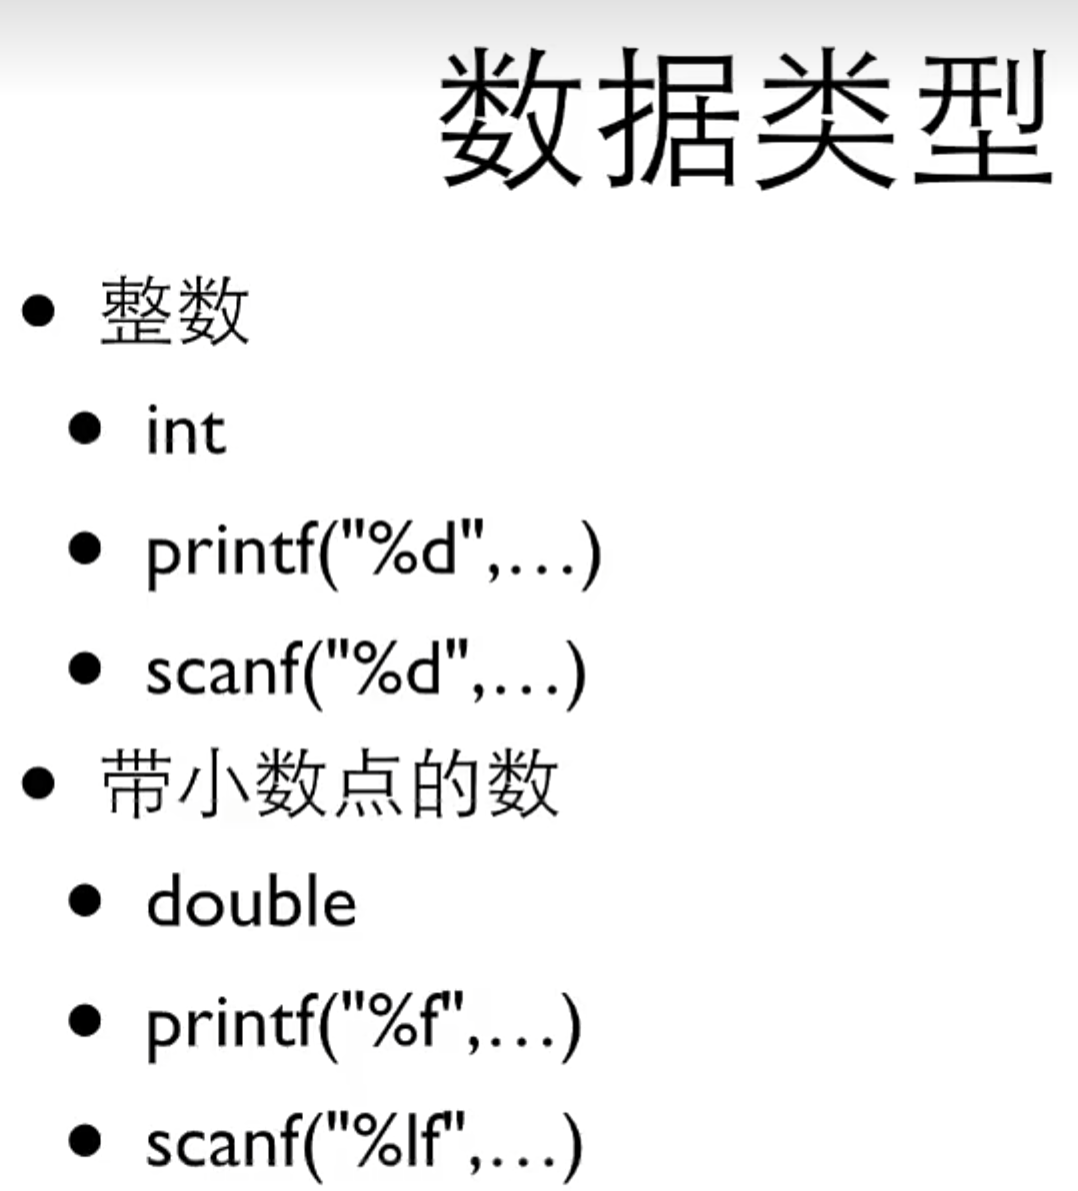 数据类型
• 整数
• int
• printf("%d",…)
• scanf("%d",…)
• 带小数点的数
• double
• printf("%f",…)
• scanf("%lf",…)